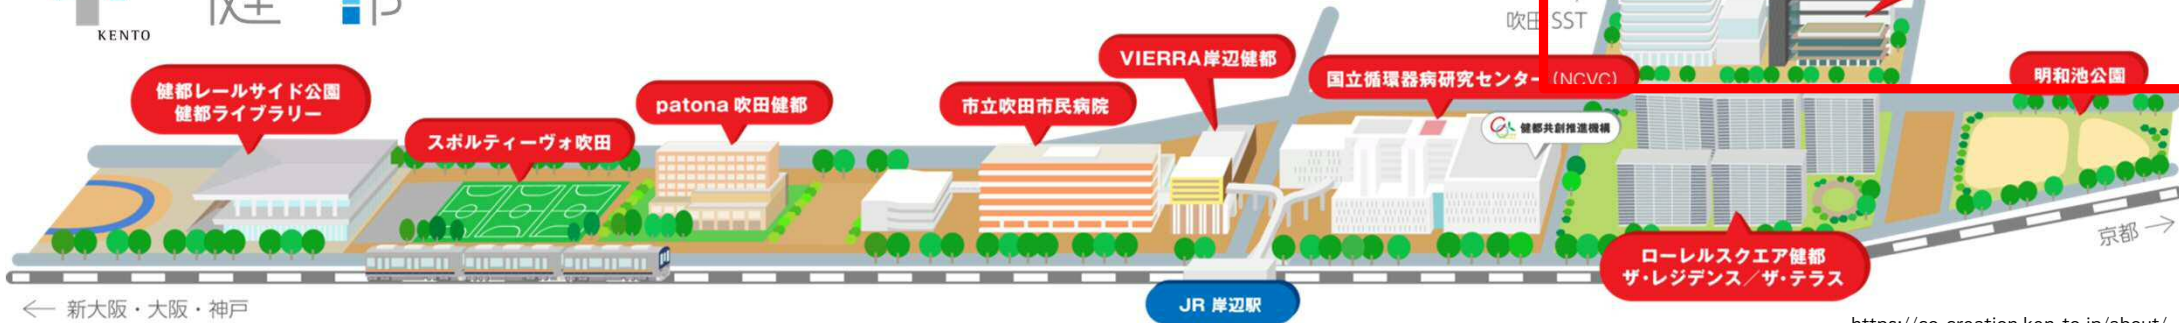 KENTO
吹田 SST
VIERRA岸辺健都
健都レールサイド公園
健都ライブラリー
patona 吹田健都
市立吹田市民病院
国立循環器病研究センター (NCVC)
明和池公園
スポルティーヴォ吹田
健都共創推進機構
ローレルスクエア健都
ザ・レジデンス/ザ・テラス
京都 →
JR 岸辺駅
← 新大阪・大阪・神戸